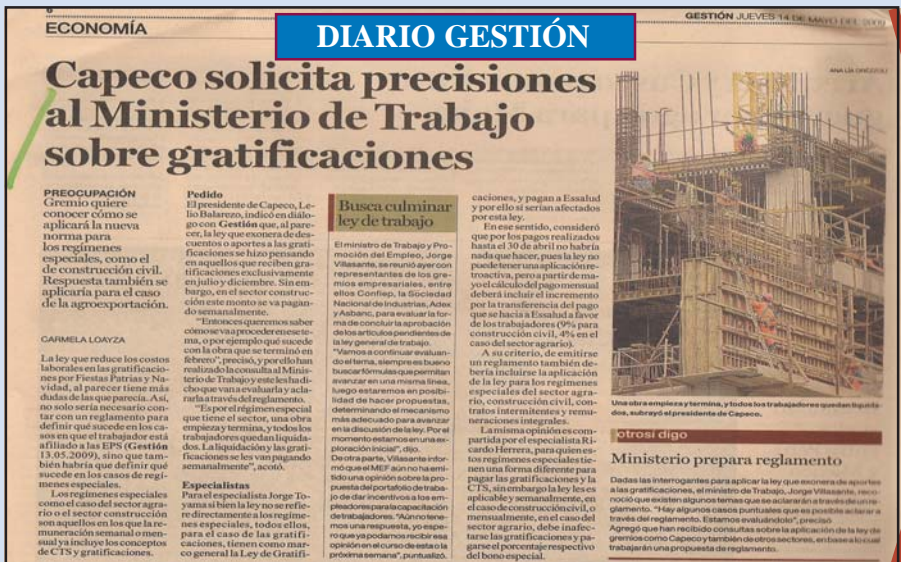 6
ECONOMÍA
DIARIO GESTIÓN
GESTIÓN JUEVES 14 DE MAYO DEL 2009
Capeco solicita precisiones
al Ministerio de Trabajo
sobre gratificaciones
PREOCUPACIÓN
Gremio quiere
conocer cómo se
aplicará la nueva
norma para
los regímenes
especiales, como el
de construcción civil.
Respuesta también se
aplicaría para el caso
de la agroexportación.
CARMELA LOAYZA
La ley que reduce los costos
laborales en las gratificacio-
nes por Fiestas Patrias y Na-
vidad, al parecer tiene más
dudas de las que parecía. Así,
no solo sería necesario con-
tar con un reglamento para
definir qué sucede en los ca-
sos en que el trabajador está
afiliado a las EPS (Gestión
13.05.2009), sino que tam-
bién habría que definir qué
sucede en los casos de regí-
menes especiales.
Los regímenes especiales
como el caso del sector agra-
rio o el sector construcción
son aquellos en los que la re-
muneración semanal o men-
sual ya incluye los conceptos
de CTS y gratificaciones.
Pedido
El presidente de Capeco, Le-
lio Balarezo, indicó en diálo-
go con Gestión que, al pare-
cer, la ley que exonera de des-
cuentos o aportes a las grati-
ficaciones se hizo pensando
en aquellos que reciben gra-
tificaciones exclusivamente
en julio y diciembre. Sin em-
bargo, en el sector construc-
ción este monto se va pagan-
do semanalmente.
"Entonces queremos saber
cómo se va a proceder en ese te-
ma, o por ejemplo qué sucede
con la obra que se terminó en
febrero", precisó, y por ello han
realizado la consulta al Minis-
terio de Trabajo y este les ha di-
cho que van a evaluarla y acla-
rarla a través del reglamento.
"Es por el régimen especial
que tiene el sector, una obra
empieza y termina, y todos los
trabajadores quedan liquida-
dos. La liquidación y las grati-
ficaciones, se les van pagando
semanalmente", acotó.
Especialistas
Para el especialista Jorge To-
yama si bien la ley no se refie-
re directamente a los regíme-
nes especiales, todos ellos,
para el caso de las gratifi-
caciones, tienen como mar-
co general la Ley de Gratifi-
Busca culminar
ley de trabajo
El ministro de Trabajo y Pro-
moción del Empleo, Jorge
Villasante, se reunió ayer con
representantes de los gre-
mios empresariales, entre
ellos Confiep, la Sociedad
Nacional de Industrias, Adex
y Asbanc, para evaluar la for-
ma de concluir la aprobación
de los artículos pendientes de
la ley general de trabajo.
"Vamos a continuar evaluan-
do el tema, siempre es bueno
buscar fórmulas que permitan
avanzar en una misma línea,
luego estaremos en posibi-
lidad de hacer propuestas,
determinando el mecanismo
más adecuado para avanzar
en la discusión de la ley. Por el
momento estamos en una ex-
ploración inicial", dijo.
De otra parte, Villasante infor-
mó que el MEF aún no ha emi-
tido una opinión sobre la pro-
puesta del portafolio de traba-
jo de dar incentivos a los em-
pleadores para la capacitación
de trabajadores. "Aún no tene-
mos una respuesta, yo espe-
ro que ya podamos recibir esa
opinión en el curso de esta o la
próxima semana", puntualizó.
caciones, y pagan a Essalud
y por ello sí serían afectados
por esta ley.
En ese sentido, consideró
que por los pagos realizados
hasta el 30 de abril no habría
nada que hacer, pues la ley no
puede tener una aplicación re-
troactiva, pero a partir de ma-
yo el cálculo del pago mensual
deberá incluir el incremento
por la transferencia del pago
que se hacía a Essalud a favor
de los trabajadores (9% para
construcción civil, 4% en el
caso del sector agrario).
A su criterio, de emitirse
un reglamento también de-
bería incluirse la aplicación
de la ley para los regímenes
especiales del sector agra-
rio, construcción civil, con-
tratos intermitentes y remu-
neraciones integrales.
La misma opinión es com-
partida por el especialista Ri-
cardo Herrera, para quien es-
tos regímenes especiales tie-
nen una forma diferente para
pagar las gratificaciones y la
CTS, sin embargo la ley les es
aplicable y semanalmente, en
el caso de construcción civil, o
mensualmente, en el caso del
sector agrario, debe inafec-
tarse las gratificaciones y pa-
garse el porcentaje respectivo
del bono especial.
Una obra empieza y termina, y todos los trabajadores quedan liquida-
dos, subrayó el presidente de Capeco.
otrosí digo
Ministerio prepara reglamento
Dadas las interrogantes para aplicar la ley que exonera de aportes
a las gratificaciones, el ministro de Trabajo, Jorge Villasante, reco-
noció que existen algunos temas que se aclararán a través de un re-
glamento. "Hay algunos casos puntuales que es posible aclarar a
través del reglamento. Estamos evaluándolo", precisó
Agregó que han recibido consultas sobre la aplicación de la ley de
gremios como Capeco y también de otros sectores, en base a lo cual
trabajarán una propuesta de reglamento.